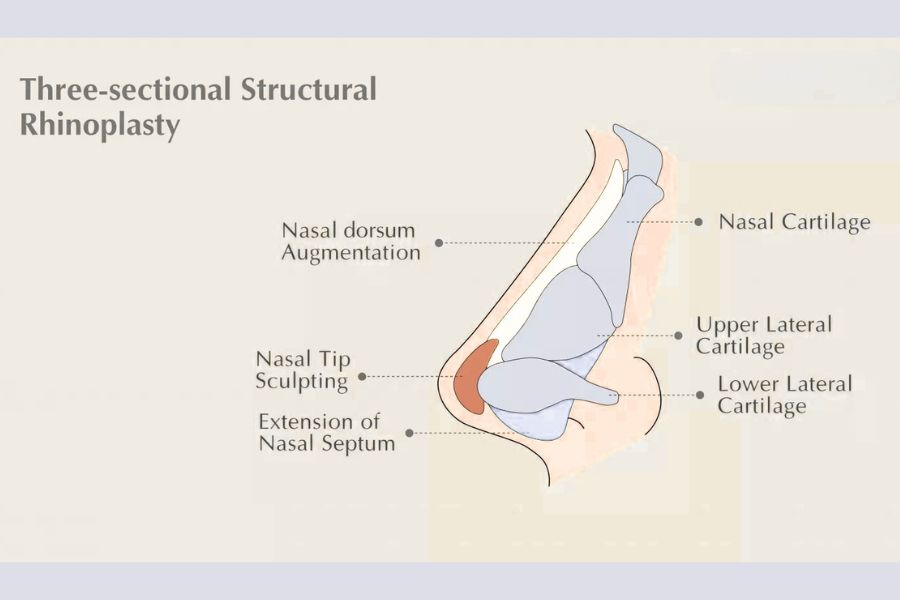 Three-sectional Structural
Rhinoplasty
Nasal dorsum
Augmentation
Nasal Cartilage
Upper Lateral
Cartilage
Nasal Tip
Sculpting
Lower Lateral
Cartilage
Extension of
Nasal Septum